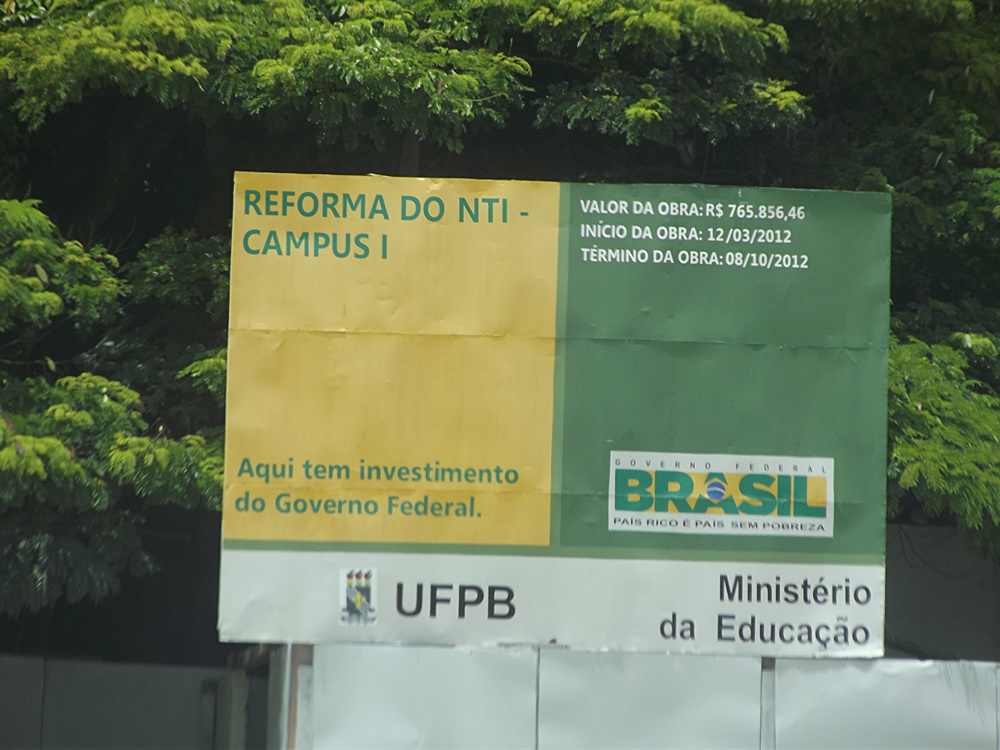 REFORMA DO NTI -
CAMPUS I
Aqui tem investimento
do Governo Federal.
VALOR DA OBRA: R$ 765.856,46
INÍCIO DA OBRA: 12/03/2012
TÉRMINO DA OBRA: 08/10/2012
GOVERNO FEDERAL
BRASIL
PAÍS RICO É PAÍS SEM POBREZA
UFPB
Ministério
da Educação